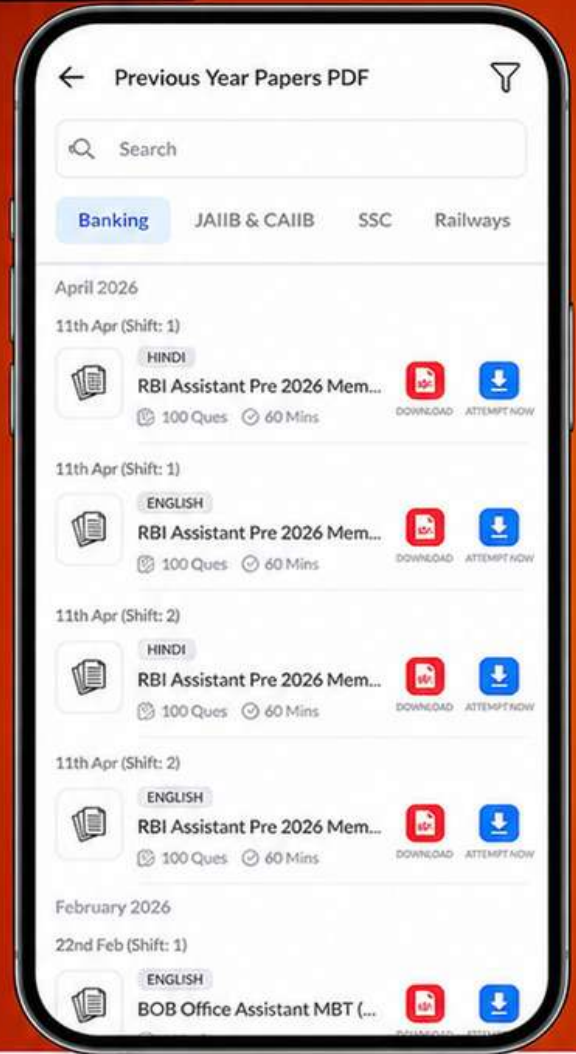 Previous Year Papers PDF
Search
Banking JAIIB & CAIIB SSC Railways
April 2026
11th Apr (Shift: 1)
HINDI
RBI Assistant Pre 2026 Mem...
100 Ques 60 Mins
DOWNLOAD ATTEMPT NOW
11th Apr (Shift: 1)
ENGLISH
RBI Assistant Pre 2026 Mem...
100 Ques 60 Mins
DOWNLOAD ATTEMPT NOW
11th Apr (Shift: 2)
HINDI
RBI Assistant Pre 2026 Mem...
100 Ques 60 Mins
DOWNLOAD ATTEMPT NOW
11th Apr (Shift: 2)
ENGLISH
RBI Assistant Pre 2026 Mem...
100 Ques 60 Mins
DOWNLOAD ATTEMPT NOW
February 2026
22nd Feb (Shift: 1)
ENGLISH
BOB Office Assistant MBT (...